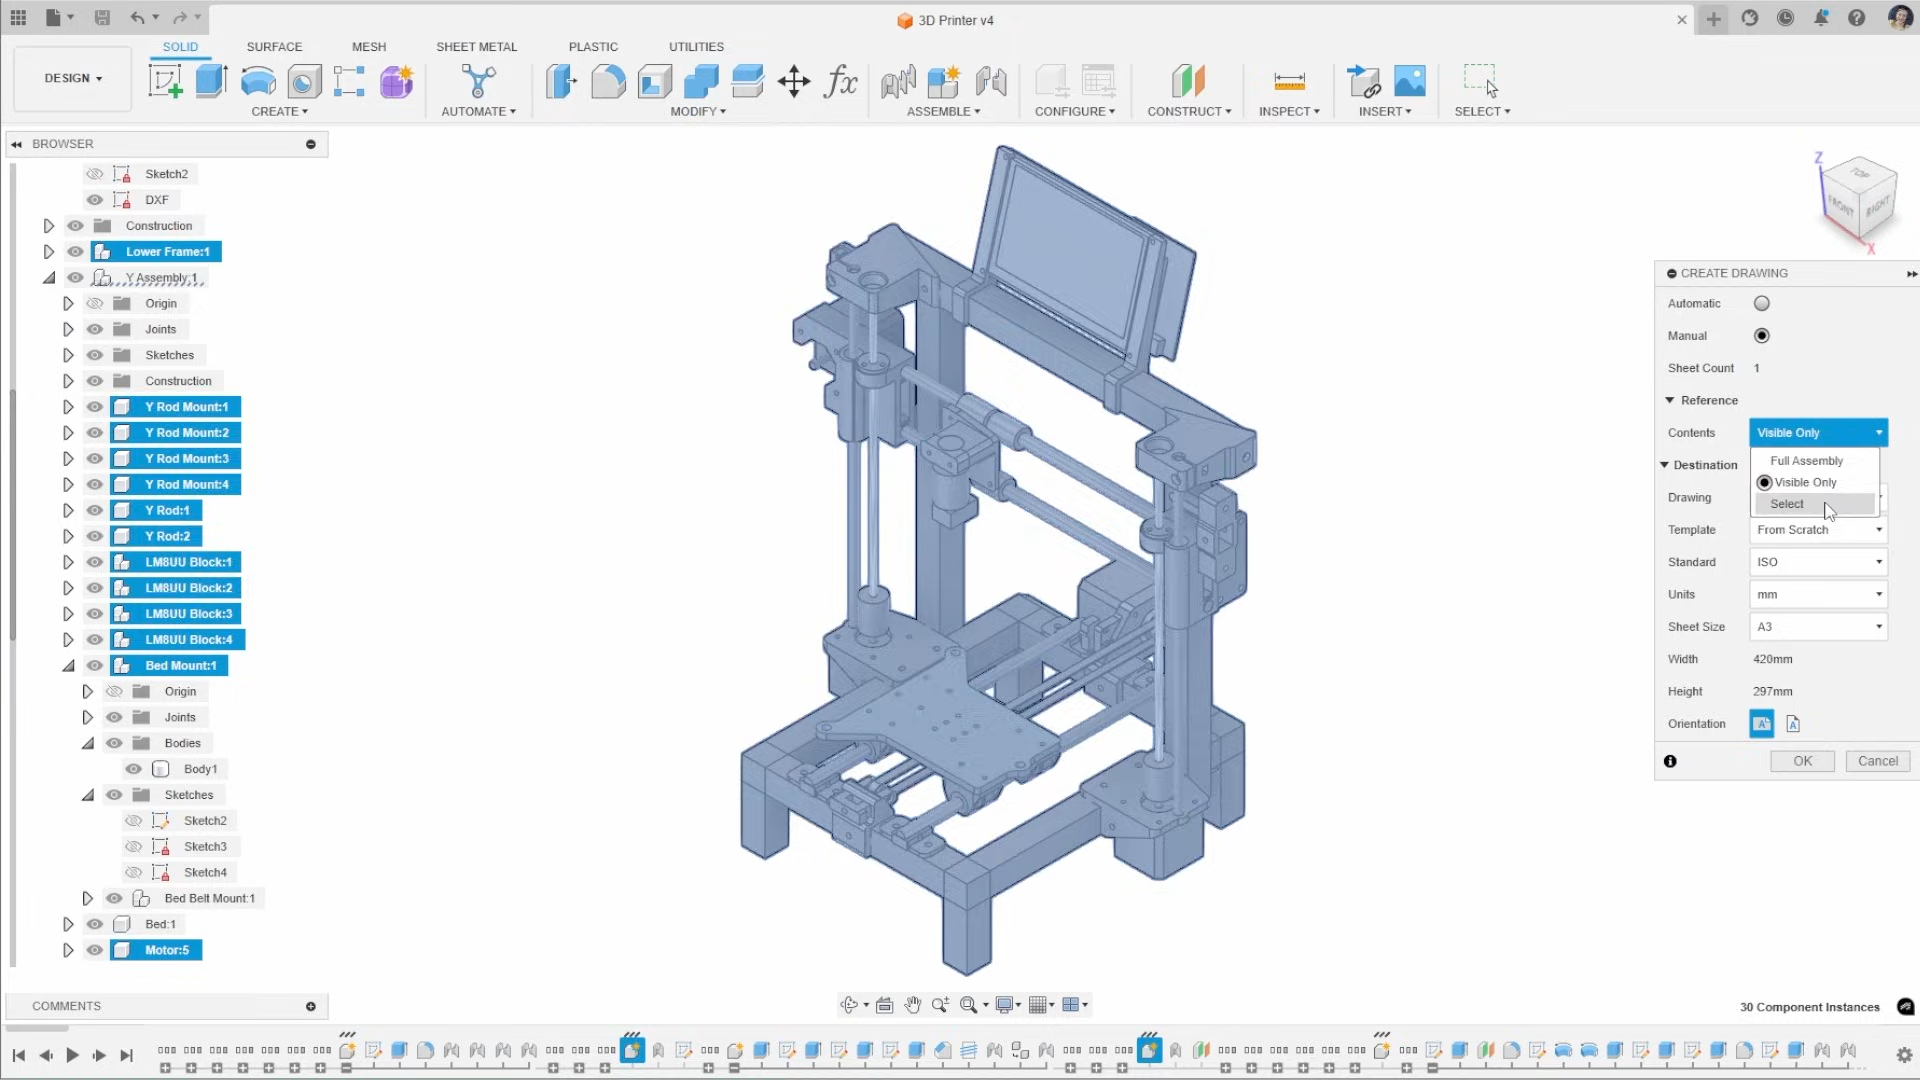 3D Printer v4
SOLID
SURFACE
MESH
SHEET METAL
PLASTIC
UTILITIES
DESIGN
CREATE
AUTOMATE
MODIFY
ASSEMBLE
CONFIGURE
CONSTRUCT
INSPECT
INSERT
SELECT
fx
BROWSER
Sketch2
DXF
Construction
Lower Frame:1
Y Assembly:1
Origin
Joints
Sketches
Construction
Y Rod Mount:1
Y Rod Mount:2
Y Rod Mount:3
Y Rod Mount:4
Y Rod:1
Y Rod:2
LM8UU Block:1
LM8UU Block:2
LM8UU Block:3
LM8UU Block:4
Bed Mount:1
Origin
Joints
Bodies
Body1
Sketches
Sketch2
Sketch3
Sketch4
Bed Belt Mount:1
Bed:1
Motor:5
COMMENTS
Z
TOP
FRONT
RIGHT
X
CREATE DRAWING
Automatic
Manual
Sheet Count 1
Reference
Contents Visible Only
Full Assembly
Visible Only
Select
Destination
Drawing
Template From Scratch
Standard ISO
Units mm
Sheet Size A3
Width 420mm
Height 297mm
Orientation A A
OK
Cancel
30 Component Instances